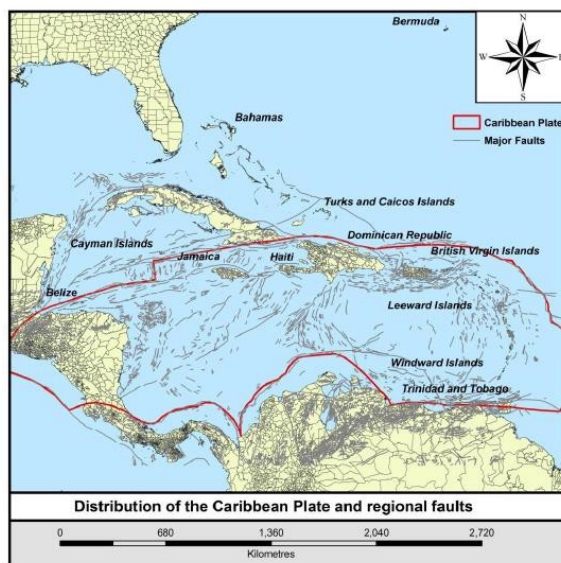 Bermuda
N
W
E
S
Caribbean Plate
Major Faults
Bahamas
Turks and Caicos Islands
Cayman islands
Dominican Republic
Jamaica
Haiti
British Virgin Islands
Belize
Leeward Islands
Windward Islands
Trinidad and Tobago
Distribution of the Caribbean Plate and regional faults
0 680 1,360 2,040 2,720
Kilometres